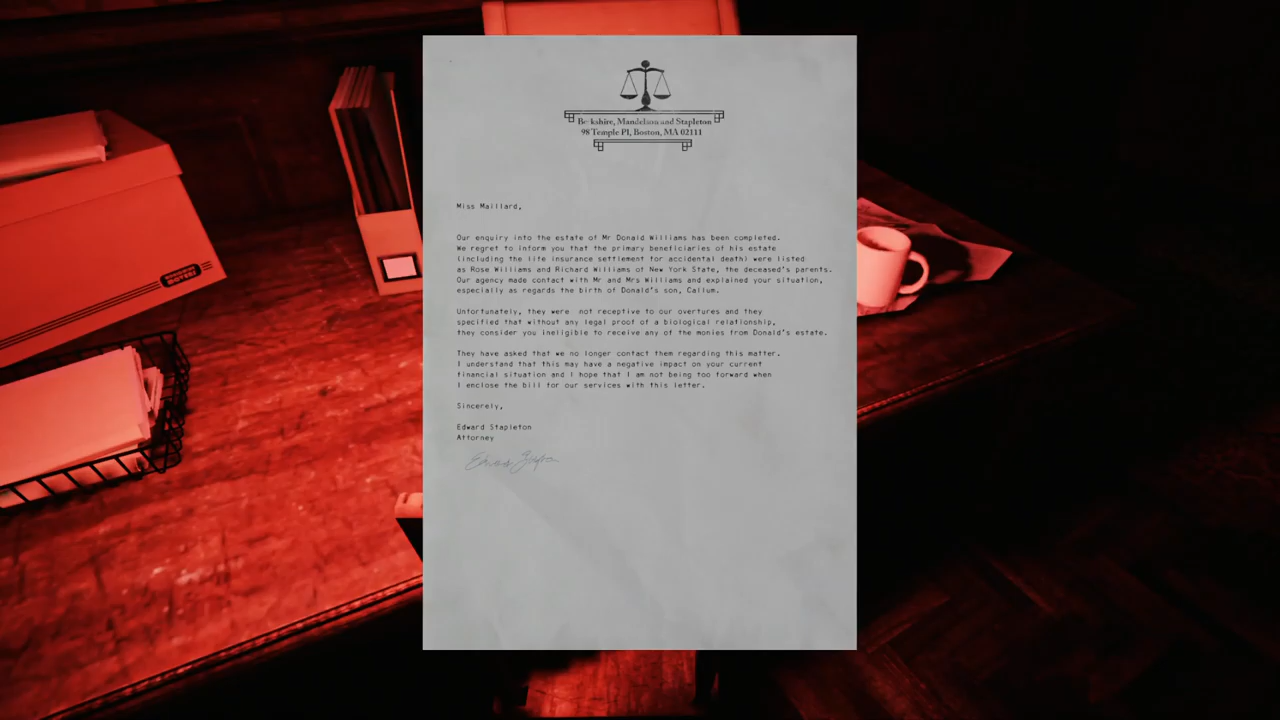 Berkshire, Mandelson and Stapleton
98 Temple Pl, Boston, MA 02111
Miss Maillard,
Our enquiry into the estate of Mr Donald Williams has been completed.
We regret to inform you that the primary beneficiaries of his estate
(including the life insurance settlement for accidental death) were listed
as Rose Williams and Richard Williams of New York State, the deceased's parents.
Our agency made contact with Mr and Mrs Williams and explained your situation,
especially as regards the birth of Donald's son, Callum.
Unfortunately, they were not receptive to our overtures and they
specified that without any legal proof of a biological relationship,
they consider you ineligible to receive any of the monies from Donald's estate.
They have asked that we no longer contact them regarding this matter.
I understand that this may have a negative impact on your current
financial situation and I hope that I am not being too forward when
I enclose the bill for our services with this letter.
Sincerely,
Edward Stapleton
Attorney